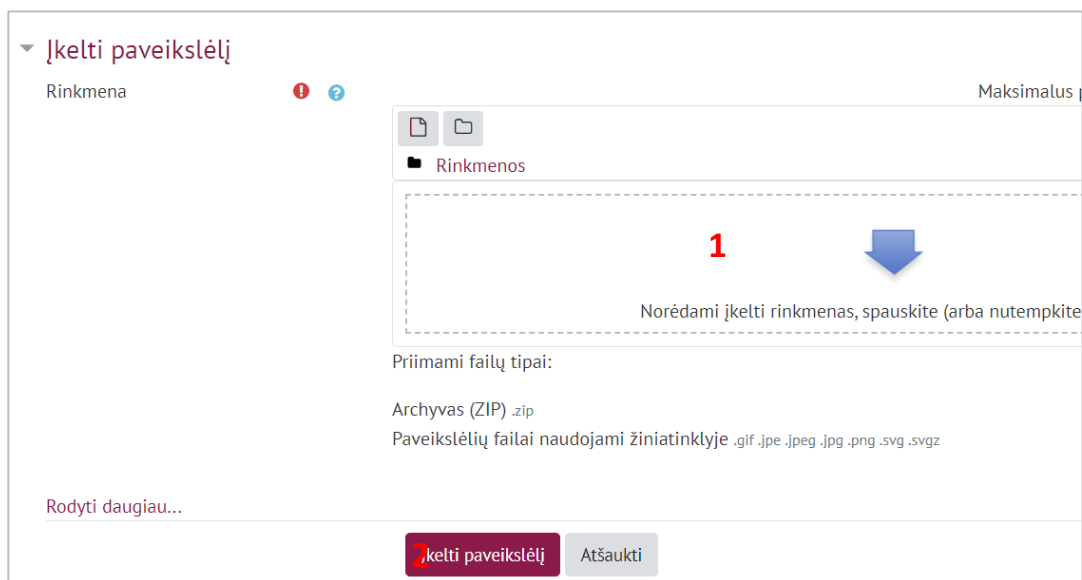 Įkelti paveikslėlį
Rinkmena
Maksimalus
Rinkmenos
1
Norėdami įkelti rinkmenas, spauskite (arba nutempkite
Priimami failų tipai:
Archyvas (ZIP) .zip
Paveikslėlių failai naudojami žiniatinklyje .gif .jpe .jpeg .jpg .png .svg .svgz
Rodyti daugiau...
2
Įkelti paveikslėlį Atšaukti